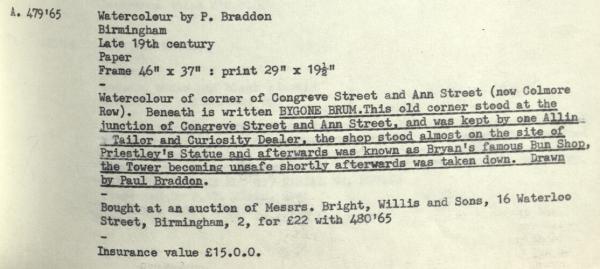 A. 479'65 Watercolour by P. Braddon
Birmingham
Late 19th century
Paper
Frame 46" x 37" : print 29" x 19½"
-
Watercolour of corner of Congreve Street and Ann Street (now Colmore
Row). Beneath is written BYGONE BRUM.This old corner stood at the
junction of Congreve Street and Ann Street, and was kept by one Allin
Tailor and Curiosity Dealer, the shop stood almost on the site of
Priestley's Statue and afterwards was known as Bryan's famous Bun Shop,
the Tower becoming unsafe shortly afterwards was taken down. Drawn
by Paul Braddon.
-
Bought at an auction of Messrs. Bright, Willis and Sons, 16 Waterloo
Street, Birmingham, 2, for £22 with 480'65
-
Insurance value £15.0.0.